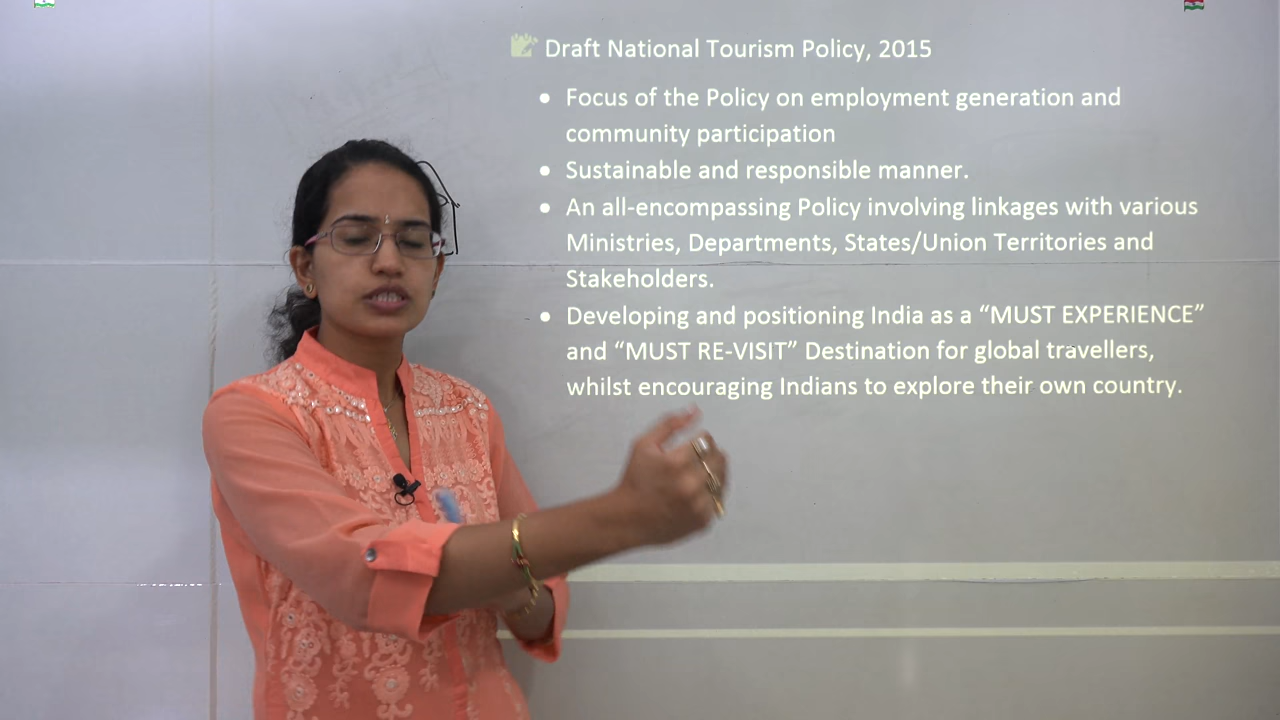 Draft National Tourism Policy, 2015
• Focus of the Policy on employment generation and
community participation
• Sustainable and responsible manner.
• An all-encompassing Policy involving linkages with various
Ministries, Departments, States/Union Territories and
Stakeholders.
• Developing and positioning India as a “MUST EXPERIENCE”
and “MUST RE-VISIT” Destination for global travellers,
whilst encouraging Indians to explore their own country.